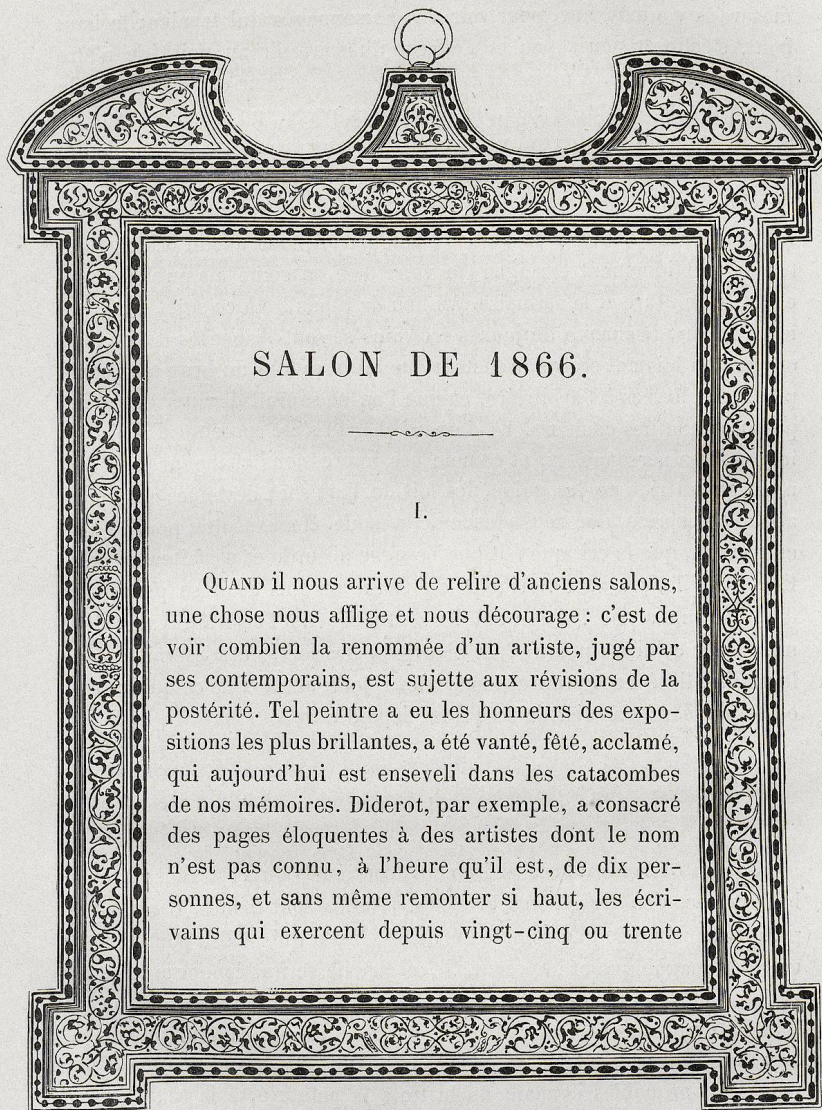 SALON DE 1866.
I.
QUAND il nous arrive de relire d'anciens salons,
une chose nous afflige et nous décourage : c'est de
voir combien la renommée d'un artiste, jugé par
ses contemporains, est sujette aux révisions de la
postérité. Tel peintre a eu les honneurs des expo-
sitions les plus brillantes, a été vanté, fêté, acclamé,
qui aujourd'hui est enseveli dans les catacombes
de nos mémoires. Diderot, par exemple, a consacré
des pages éloquentes à des artistes dont le nom
n'est pas connu, à l'heure qu'il est, de dix per-
sonnes, et sans même remonter si haut, les écri-
vains qui exercent depuis vingt-cinq ou trente